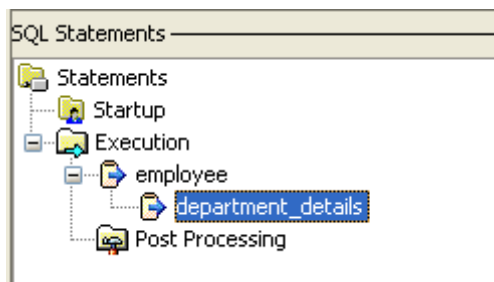 SQL Statements
Statements
Startup
Execution
employee
department_details
Post Processing